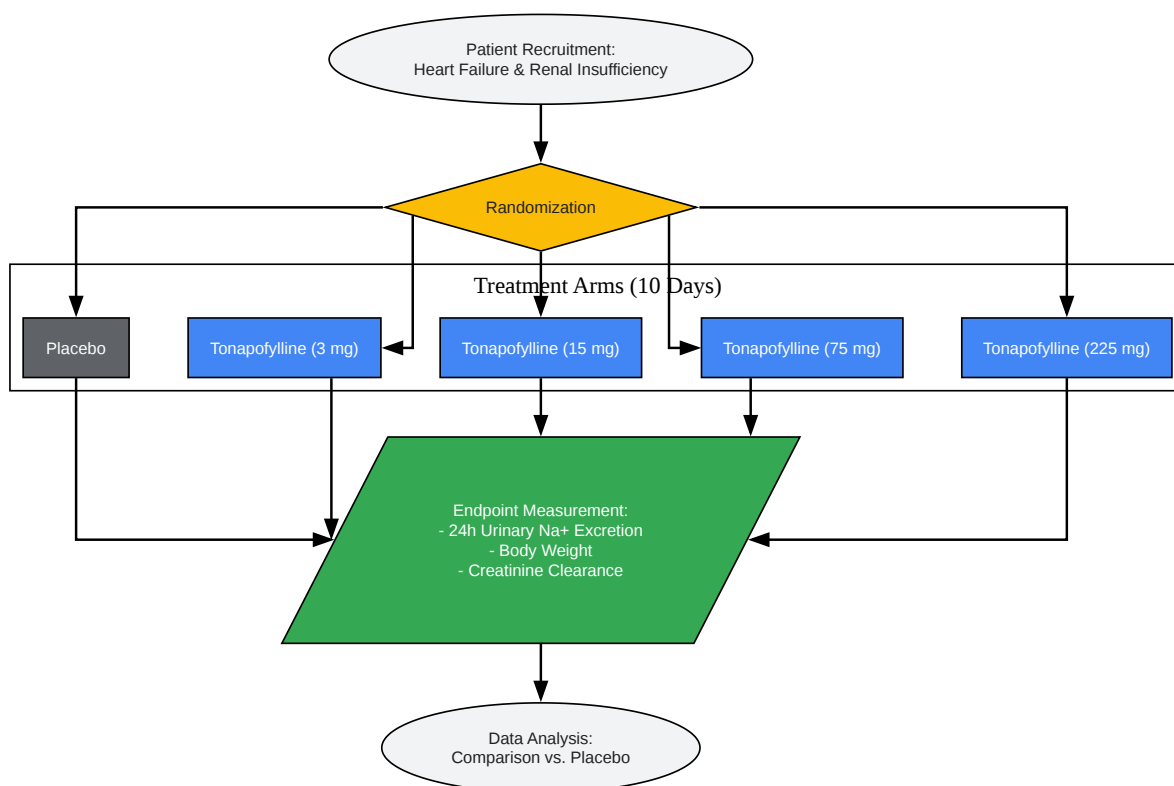 Patient Recruitment:
Heart Failure & Renal Insufficiency
Randomization
Treatment Arms (10 Days)
Placebo
Tonapofylline (3 mg)
Tonapofylline (15 mg)
Tonapofylline (75 mg)
Tonapofylline (225 mg)
Endpoint Measurement:
- 24h Urinary Na+ Excretion
- Body Weight
- Creatinine Clearance
Data Analysis:
Comparison vs. Placebo